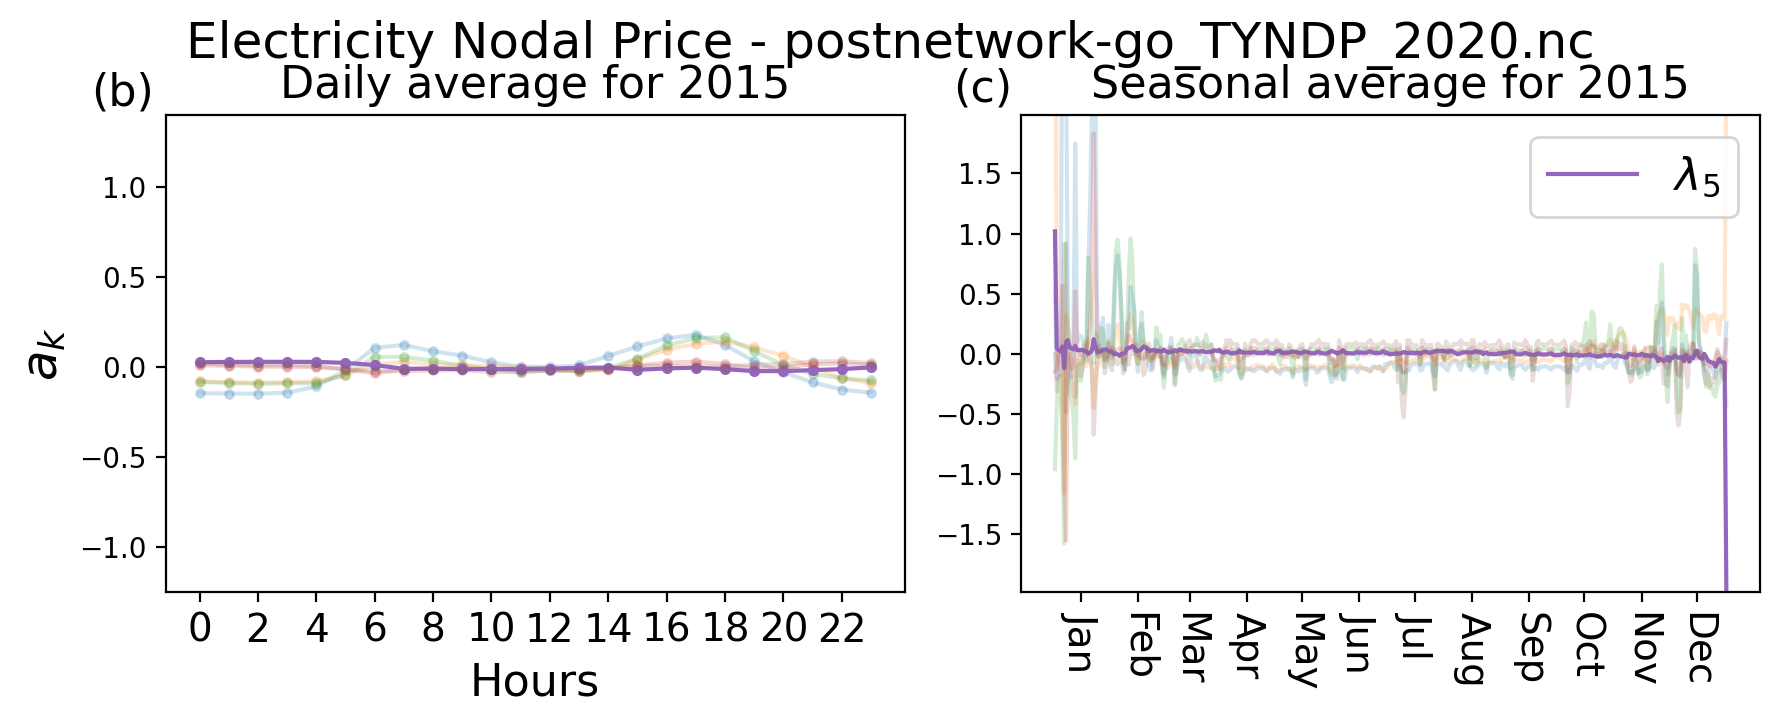 Electricity Nodal Price - postnetwork-go_TYNDP_2020.nc
(b) Daily average for 2015
1.0
0.5
0.0
−0.5
−1.0
a_k
0 2 4 6 8 10 12 14 16 18 20 22
Hours
(c) Seasonal average for 2015
λ_5
1.5
1.0
0.5
0.0
−0.5
−1.0
−1.5
Jan Feb Mar Apr May Jun Jul Aug Sep Oct Nov Dec